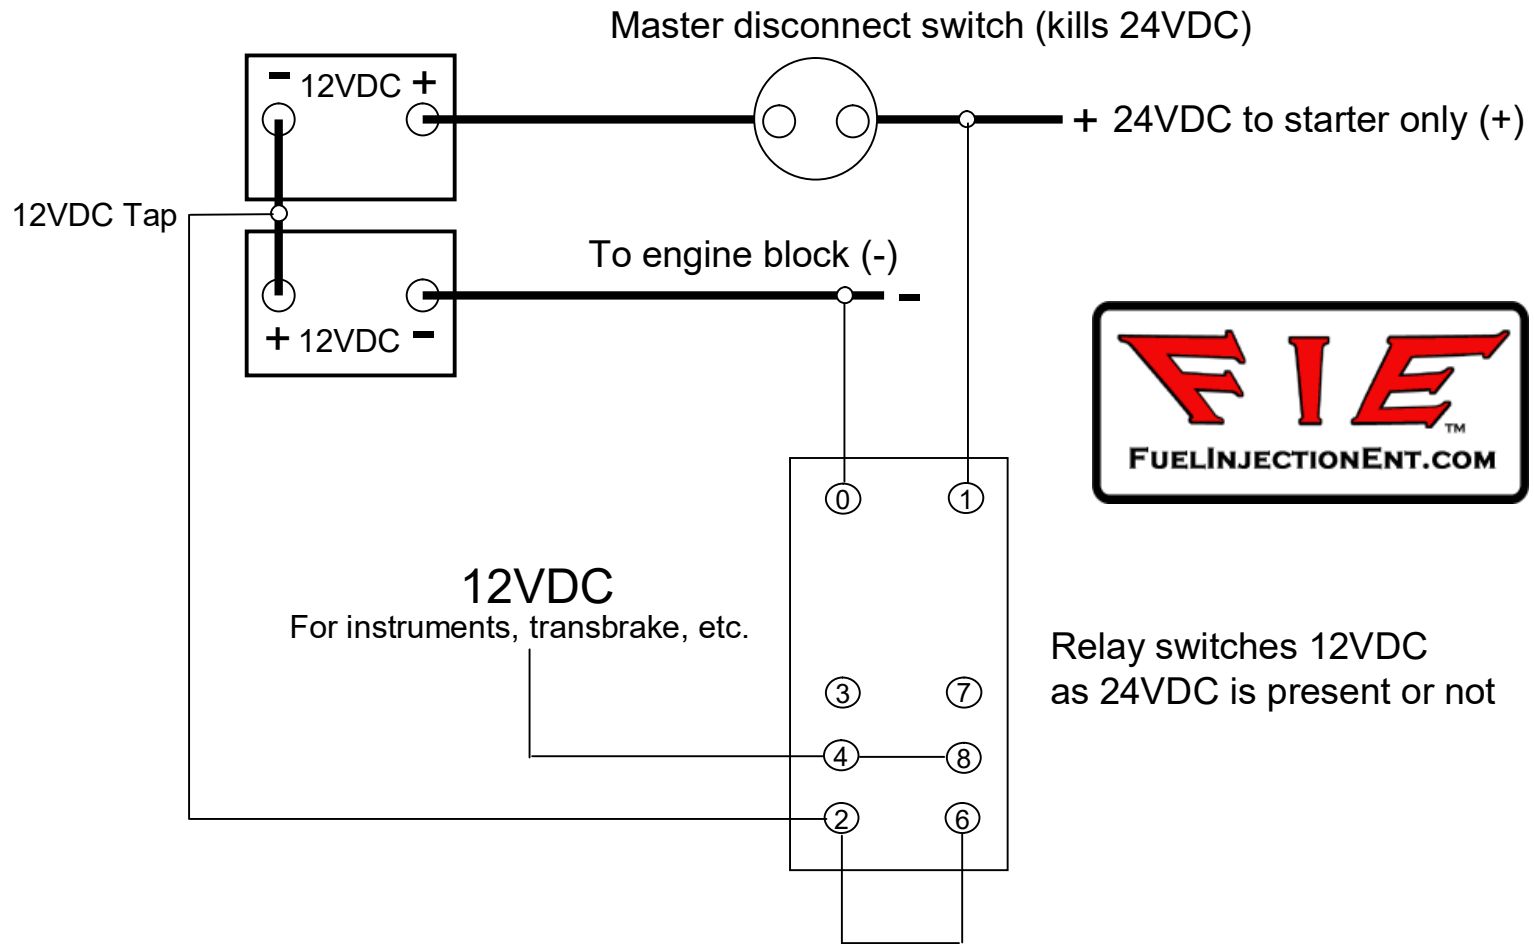 Master disconnect switch (kills 24VDC)
- 12VDC +
+ 24VDC to starter only (+)
12VDC Tap
To engine block (-)
-
+ 12VDC -
FIE™
FUELINJECTIONENT.COM
0 1
12VDC
For instruments, transbrake, etc.
Relay switches 12VDC
as 24VDC is present or not
3 7
4 8
2 6